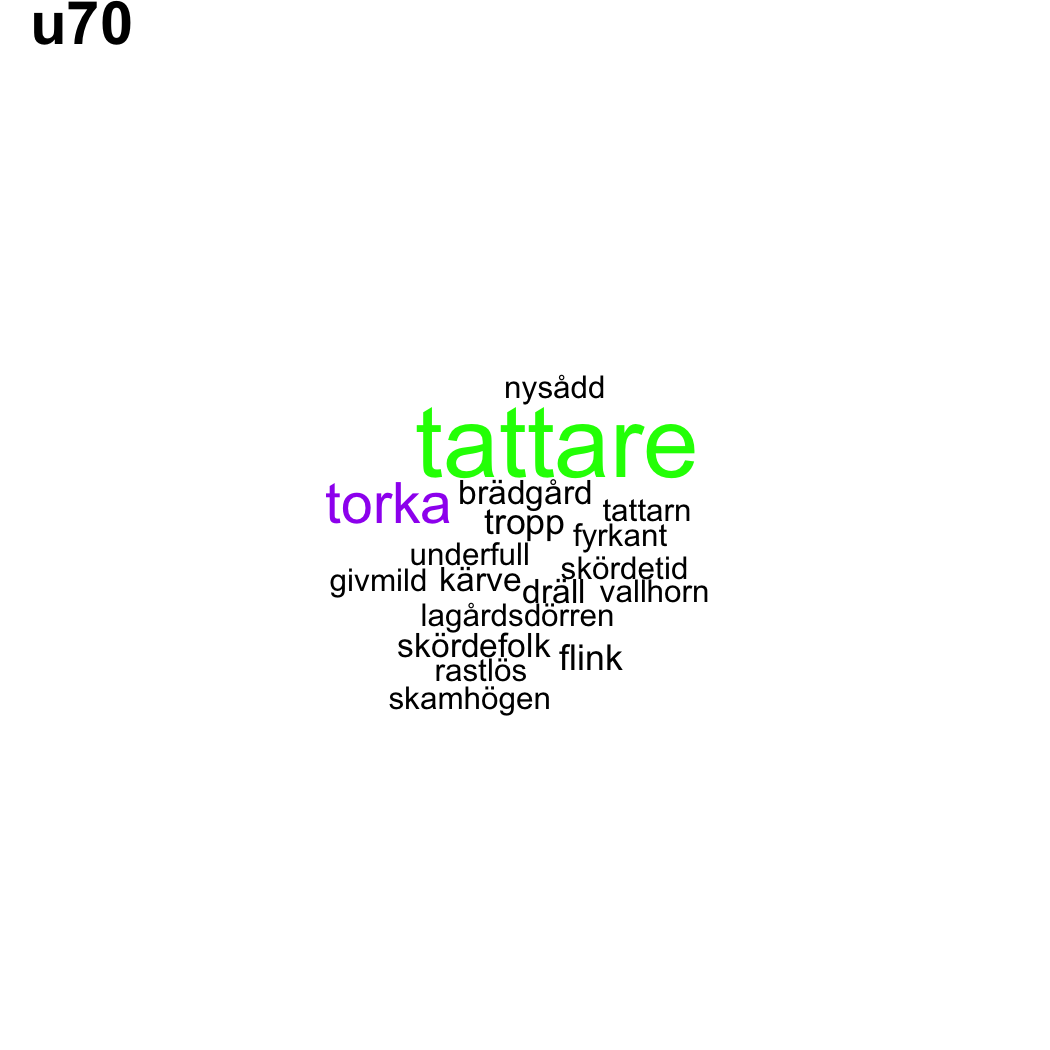 u70
nysådd
tattare
torka brädgård tattarn
tropp fyrkant
underfull skördetid
givmild kärve dräll vallhorn
lagårdsdörren
skördefolk flink
rastlös
skamhögen